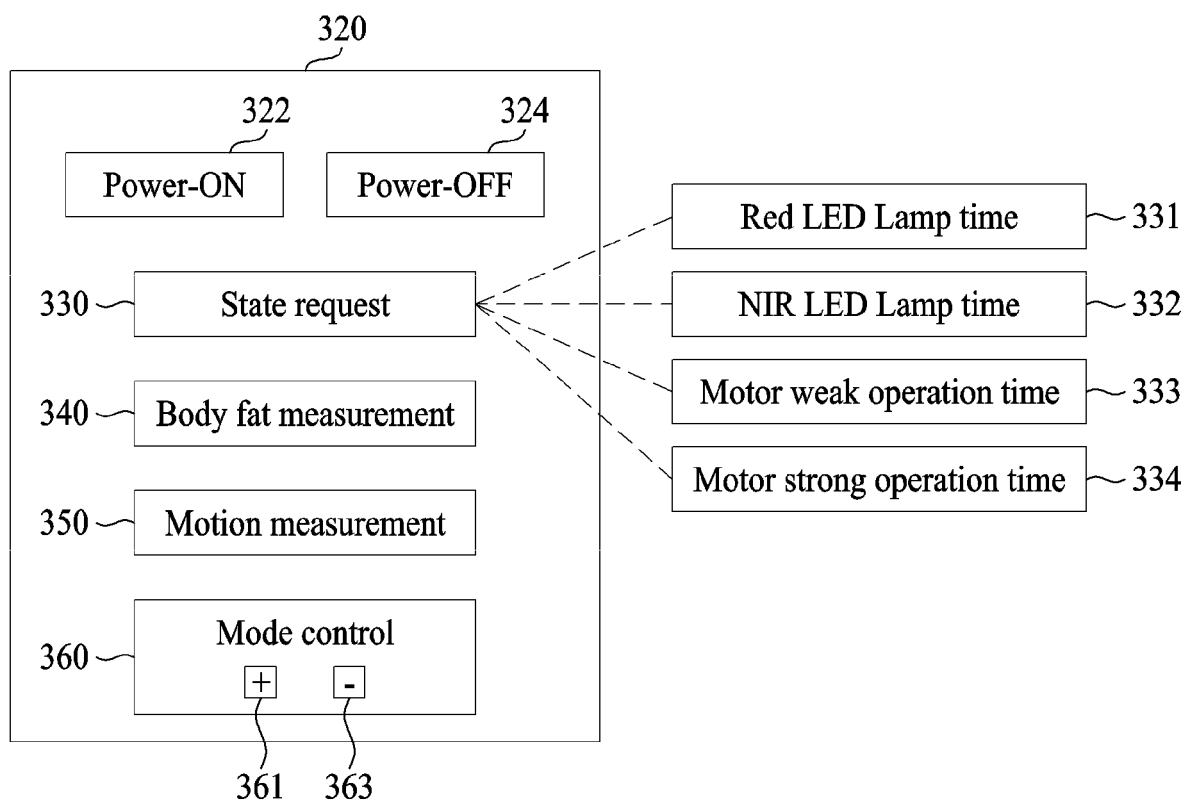 320
322
324
Power-ON
Power-OFF
Red LED Lamp time
331
330
State request
NIR LED Lamp time
332
Motor weak operation time
333
340
Body fat measurement
Motor strong operation time
334
350
Motion measurement
360
Mode control
+
-
361
363